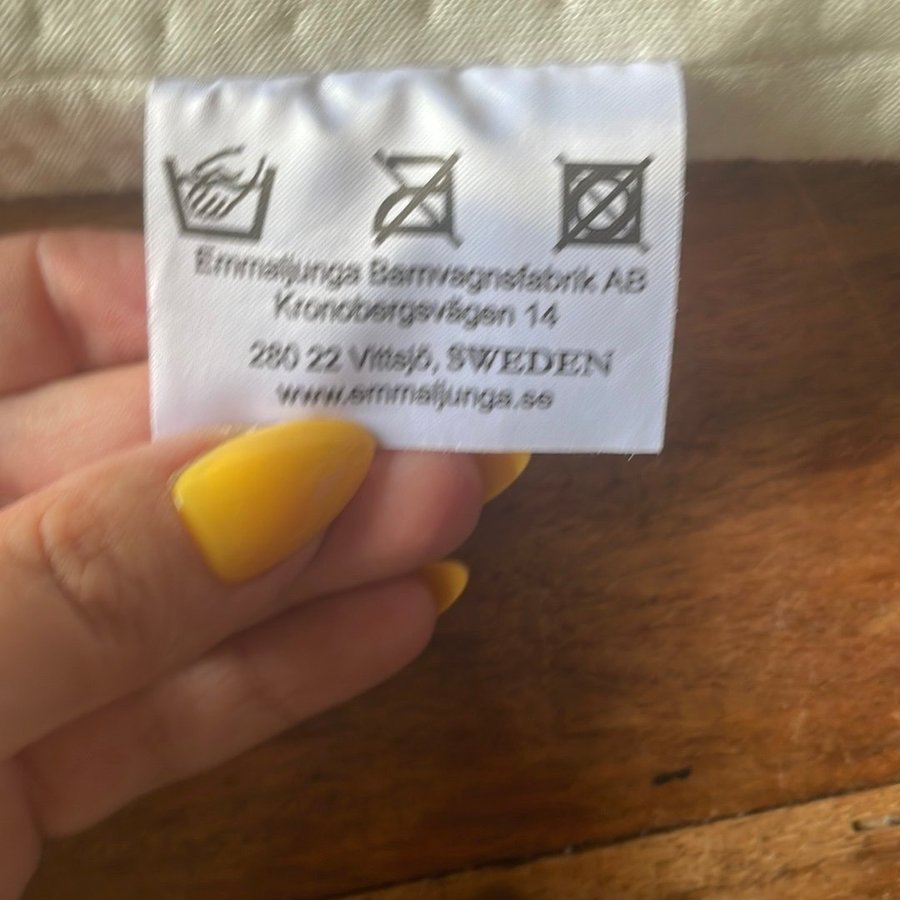 Emmaljunga Barnvagnsfabrik AB
Kronobergsvägen 14
280 22 Vittsjö, SWEDEN
www.emmaljunga.se